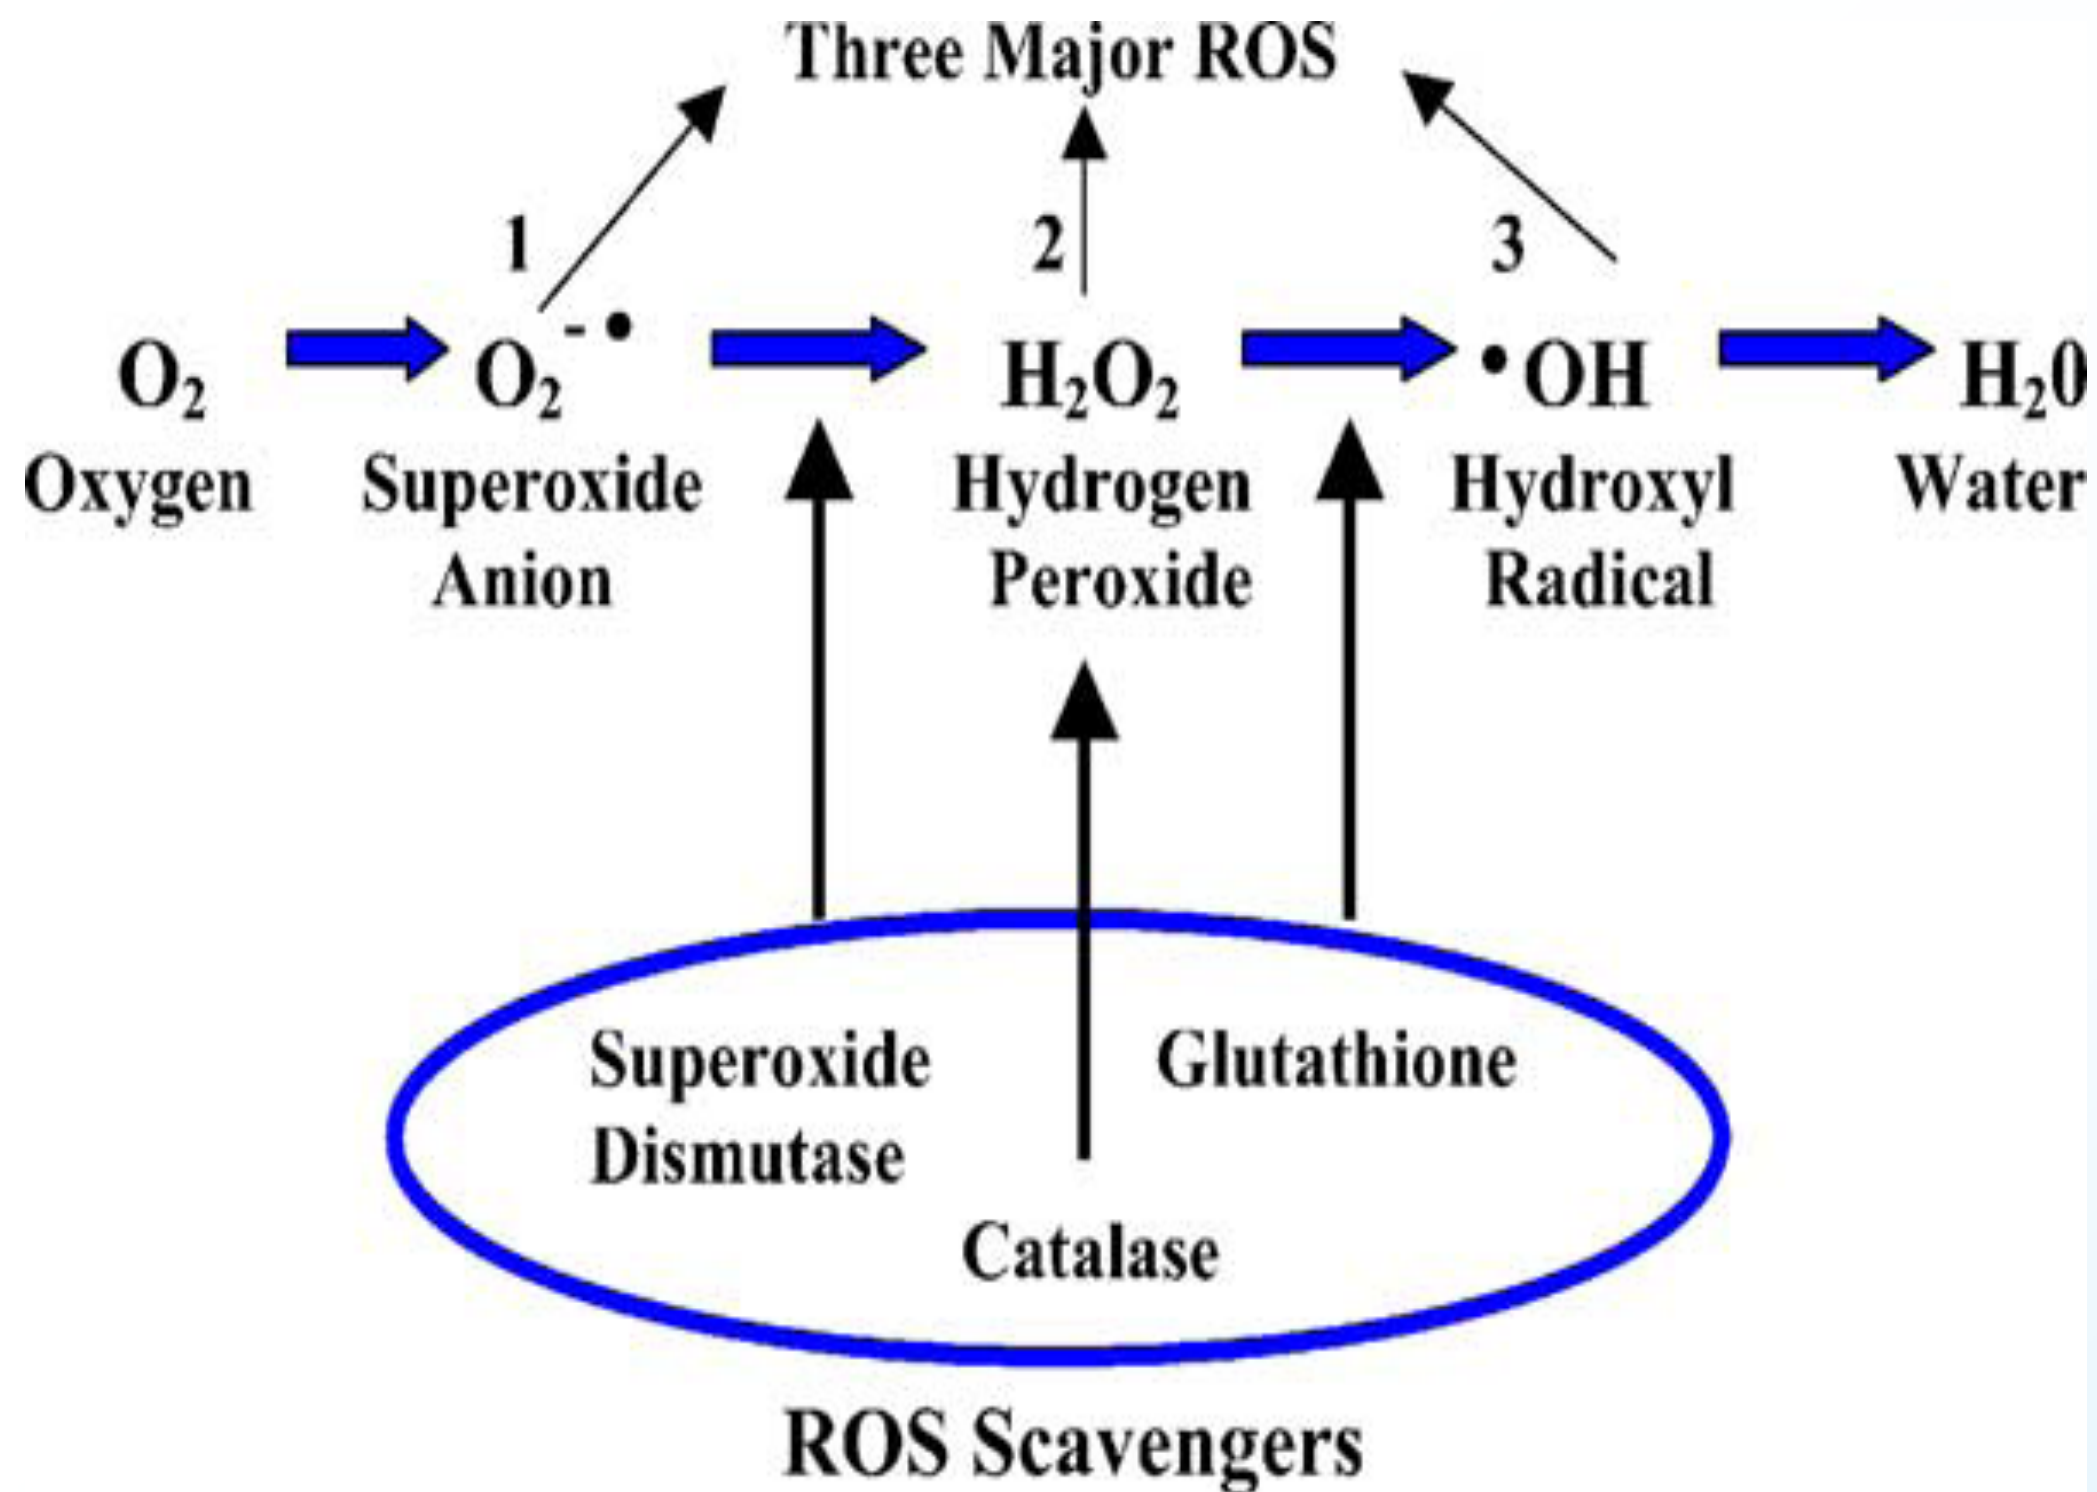 Three Major ROS
1 2 3
O₂ O₂⁻• H₂O₂ •OH H₂0
Oxygen Superoxide Hydrogen Hydroxyl Water
Anion Peroxide Radical
Superoxide Glutathione
Dismutase
Catalase
ROS Scavengers